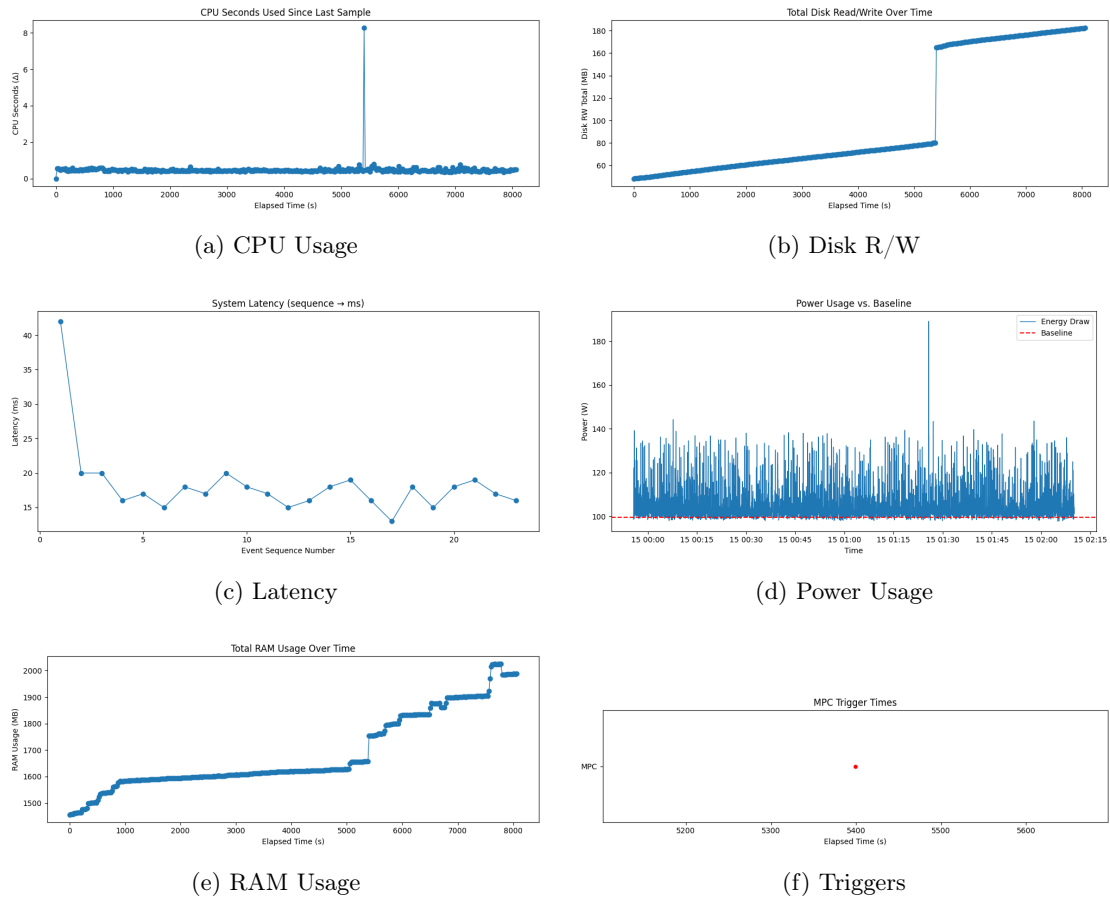 CPU Seconds Used Since Last Sample
CPU Seconds (Δ)
8
6
4
2
0
0 1000 2000 3000 4000 5000 6000 7000 8000
Elapsed Time (s)
(a) CPU Usage
Total Disk Read/Write Over Time
Disk RW Total (MB)
180
160
140
120
100
80
60
0 1000 2000 3000 4000 5000 6000 7000 8000
Elapsed Time (s)
(b) Disk R/W
System Latency (sequence → ms)
Latency (ms)
40
35
30
25
20
15
0 5 10 15 20
Event Sequence Number
(c) Latency
Power Usage vs. Baseline
Energy Draw
Baseline
Power (W)
180
160
140
120
100
15 00:00 15 00:15 15 00:30 15 00:45 15 01:00 15 01:15 15 01:30 15 01:45 15 02:00 15 02:15
Time
(d) Power Usage
Total RAM Usage Over Time
RAM Usage (MB)
2000
1900
1800
1700
1600
1500
0 1000 2000 3000 4000 5000 6000 7000 8000
Elapsed Time (s)
(e) RAM Usage
MPC Trigger Times
MPC
5200 5300 5400 5500 5600
Elapsed Time (s)
(f) Triggers